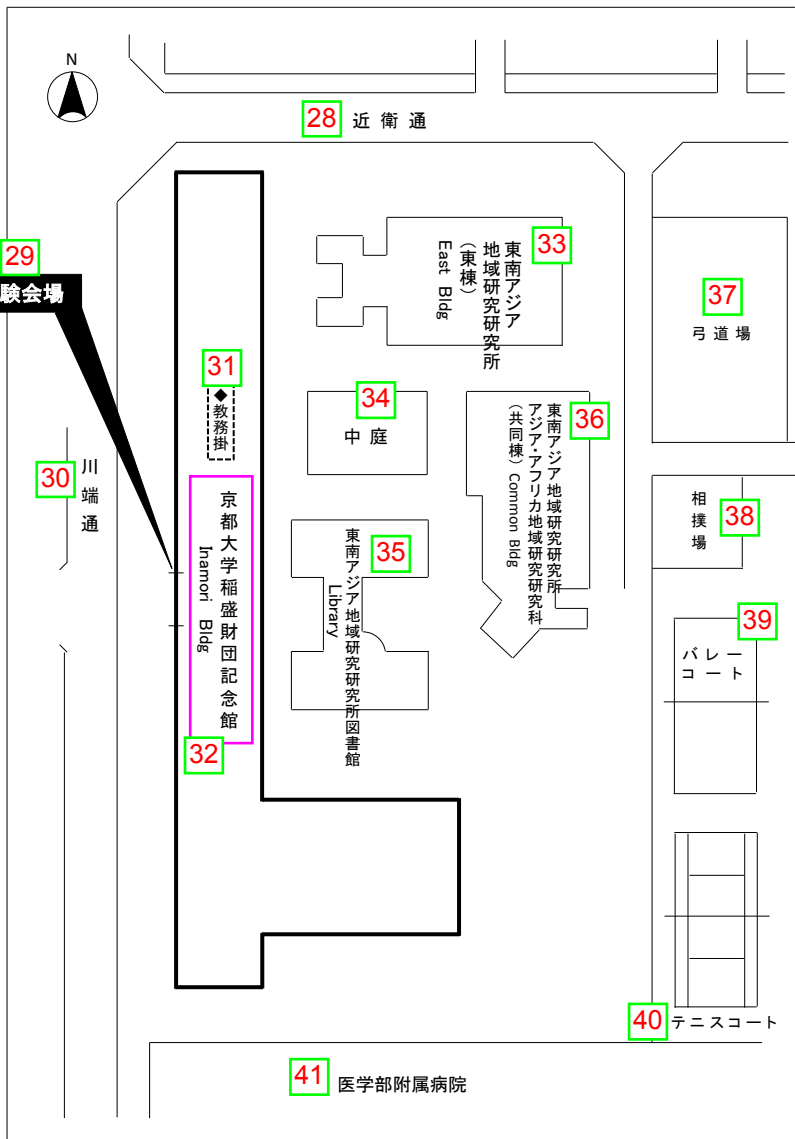 N
28 近衛通
29
験会場
33
東南アジア
地域研究研究所
(東棟)
East Bldg
37
弓道場
31
◆教務掛
34
中庭
36
東南アジア地域研究研究所
アジア・アフリカ地域研究研究科
(共同棟) Common Bldg
30 川端通
京都大学稲盛財団記念館
Inamori Bldg
32
35
東南アジア地域研究研究所図書館
Library
相撲場
38
39
バレー
コート
40 テニスコート
41 医学部附属病院